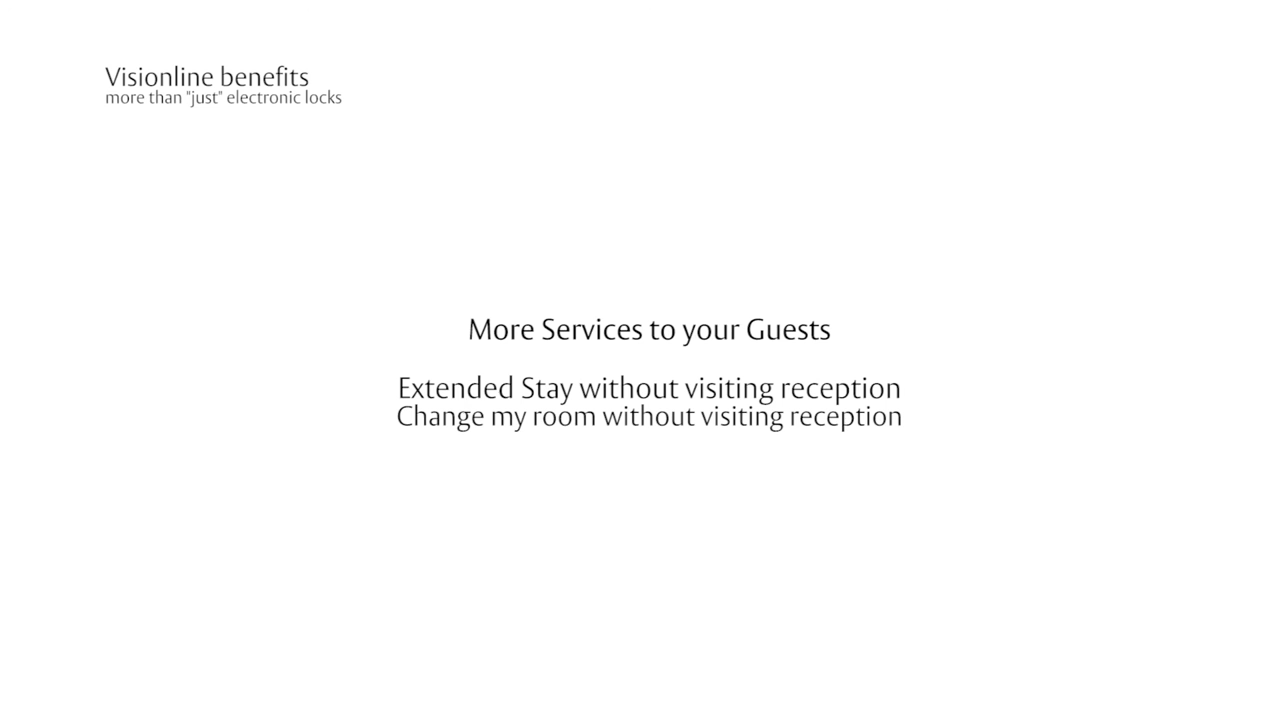 Visionline benefits
more than "just" electronic locks
More Services to your Guests
Extended Stay without visiting reception
Change my room without visiting reception